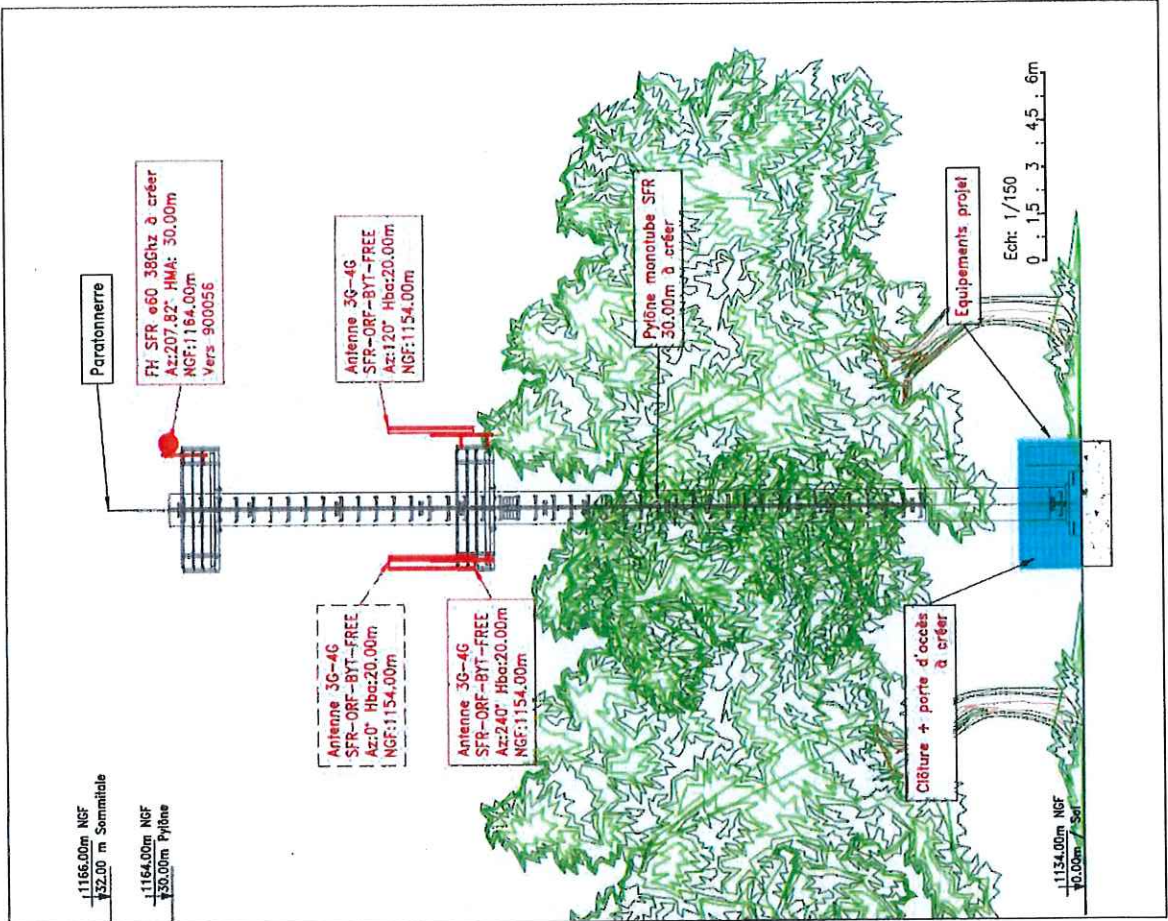 Paratonnerre
FH SFR ø60 38Ghz à créer
Az:207.82° HMA: 30.00m
NGF:1164.00m
Vers 900056
Antenne 3G-4G
SFR-ORF-BYT-FREE
Az:120° Hba:20.00m
NGF:1154.00m
Pylône monotube SFR
30.00m à créer
Equipements projet
Ech: 1/150
0 : 1,5 : 3 : 4,5 : 6m
Antenne 3G-4G
SFR-ORF-BYT-FREE
Az:0° Hba:20.00m
NGF:1154.00m
Antenne 3G-4G
SFR-ORF-BYT-FREE
Az:240° Hba:20.00m
NGF:1154.00m
Clôture + porte d'accès
à créer
1166.00m NGF
32.00 m Sommitale
1164.00m NGF
30.00m Pylône
1134.00m NGF
0.00m / Sol